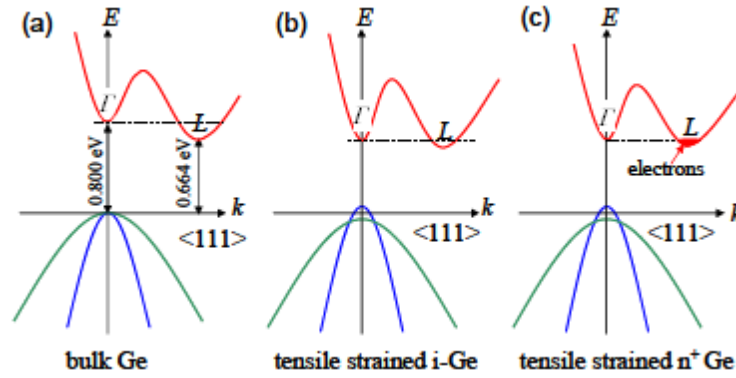 (a)
E
Γ
L
0.800 eV
0.664 eV
k
<111>
bulk Ge
(b)
E
Γ
L
k
<111>
tensile strained i-Ge
(c)
E
Γ
L
electrons
k
<111>
tensile strained n⁺ Ge